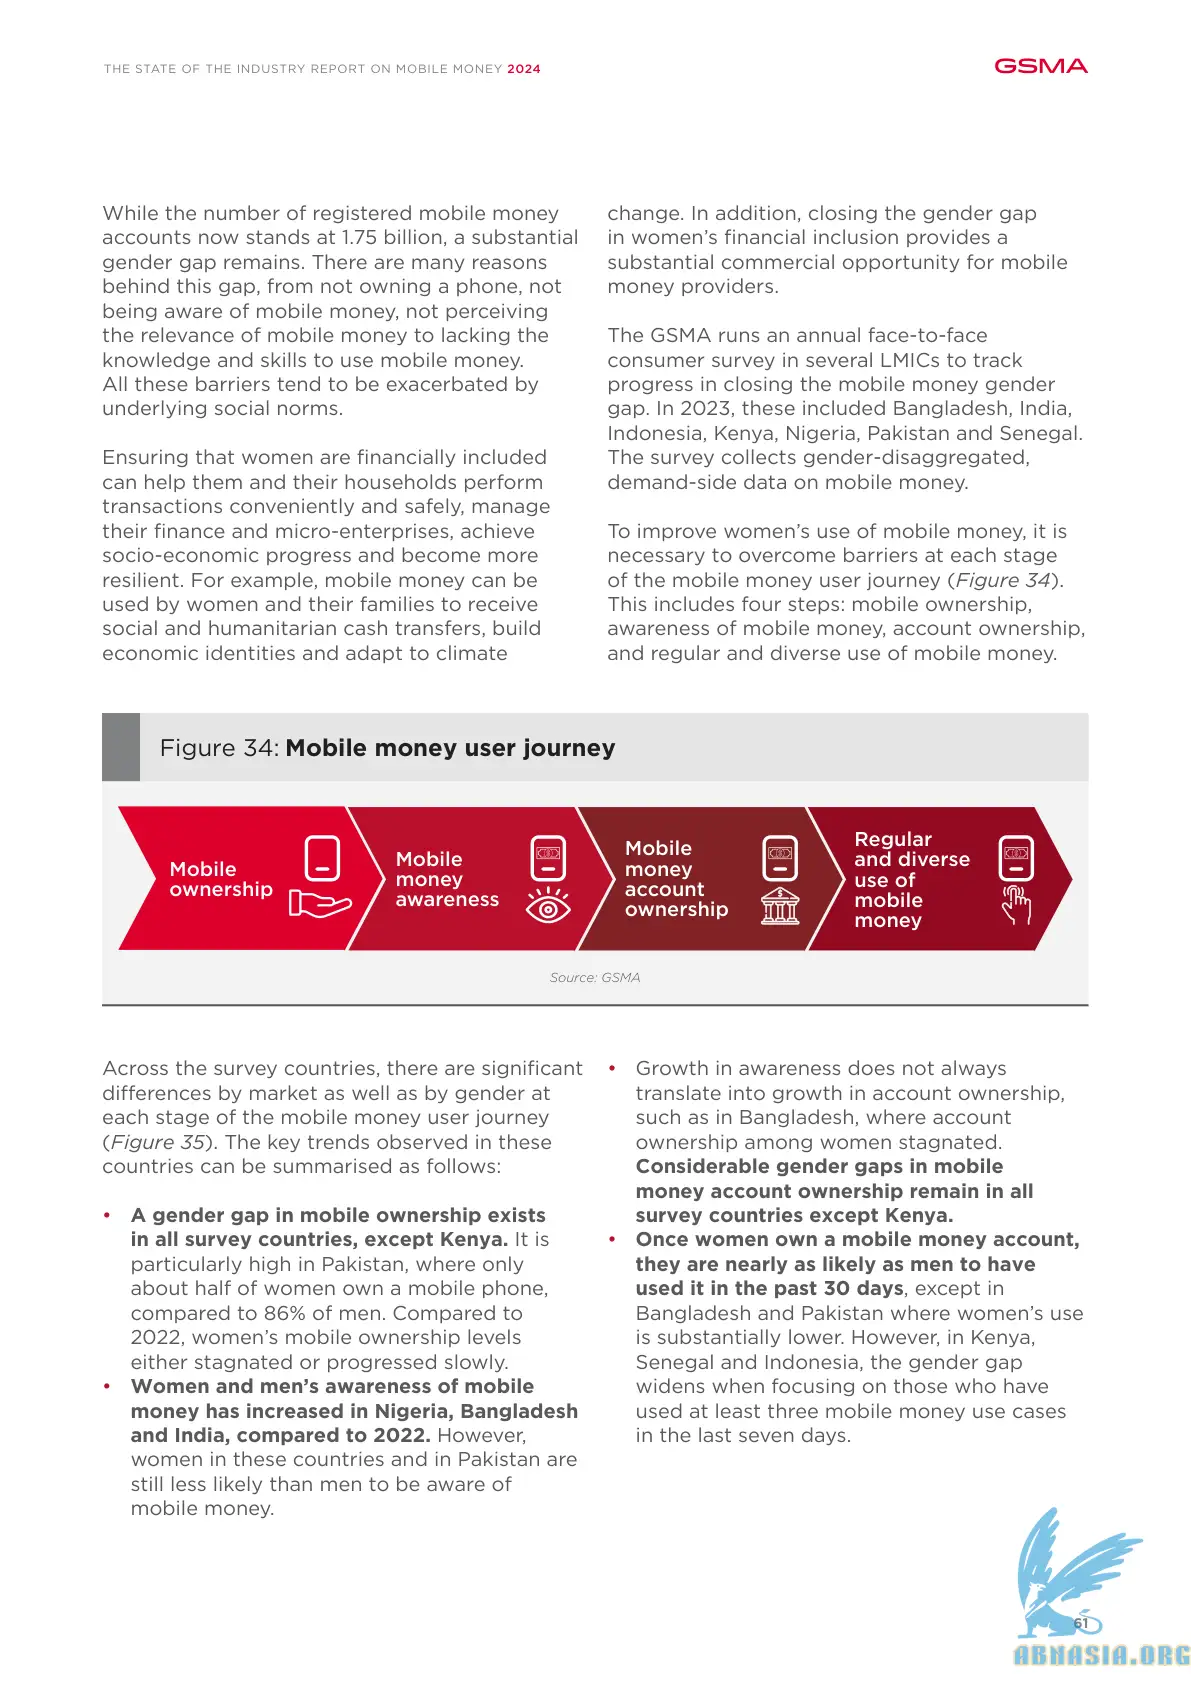 THE STATE OF THE INDUSTRY REPORT ON MOBILE MONEY 2024
GSMA
While the number of registered mobile money
accounts now stands at 1.75 billion, a substantial
gender gap remains. There are many reasons
behind this gap, from not owning a phone, not
being aware of mobile money, not perceiving
the relevance of mobile money to lacking the
knowledge and skills to use mobile money.
All these barriers tend to be exacerbated by
underlying social norms.
Ensuring that women are financially included
can help them and their households perform
transactions conveniently and safely, manage
their finance and micro-enterprises, achieve
socio-economic progress and become more
resilient. For example, mobile money can be
used by women and their families to receive
social and humanitarian cash transfers, build
economic identities and adapt to climate
change. In addition, closing the gender gap
in women’s financial inclusion provides a
substantial commercial opportunity for mobile
money providers.
The GSMA runs an annual face-to-face
consumer survey in several LMICs to track
progress in closing the mobile money gender
gap. In 2023, these included Bangladesh, India,
Indonesia, Kenya, Nigeria, Pakistan and Senegal.
The survey collects gender-disaggregated,
demand-side data on mobile money.
To improve women’s use of mobile money, it is
necessary to overcome barriers at each stage
of the mobile money user journey (Figure 34).
This includes four steps: mobile ownership,
awareness of mobile money, account ownership,
and regular and diverse use of mobile money.
Figure 34: Mobile money user journey
Mobile
ownership
Mobile
money
awareness
Mobile
money
account
ownership
Regular
and diverse
use of
mobile
money
Source: GSMA
Across the survey countries, there are significant
differences by market as well as by gender at
each stage of the mobile money user journey
(Figure 35). The key trends observed in these
countries can be summarised as follows:
• A gender gap in mobile ownership exists
in all survey countries, except Kenya. It is
particularly high in Pakistan, where only
about half of women own a mobile phone,
compared to 86% of men. Compared to
2022, women’s mobile ownership levels
either stagnated or progressed slowly.
• Women and men’s awareness of mobile
money has increased in Nigeria, Bangladesh
and India, compared to 2022. However,
women in these countries and in Pakistan are
still less likely than men to be aware of
mobile money.
• Growth in awareness does not always
translate into growth in account ownership,
such as in Bangladesh, where account
ownership among women stagnated.
Considerable gender gaps in mobile
money account ownership remain in all
survey countries except Kenya.
• Once women own a mobile money account,
they are nearly as likely as men to have
used it in the past 30 days, except in
Bangladesh and Pakistan where women’s use
is substantially lower. However, in Kenya,
Senegal and Indonesia, the gender gap
widens when focusing on those who have
used at least three mobile money use cases
in the last seven days.
61
ABNASIA.ORG